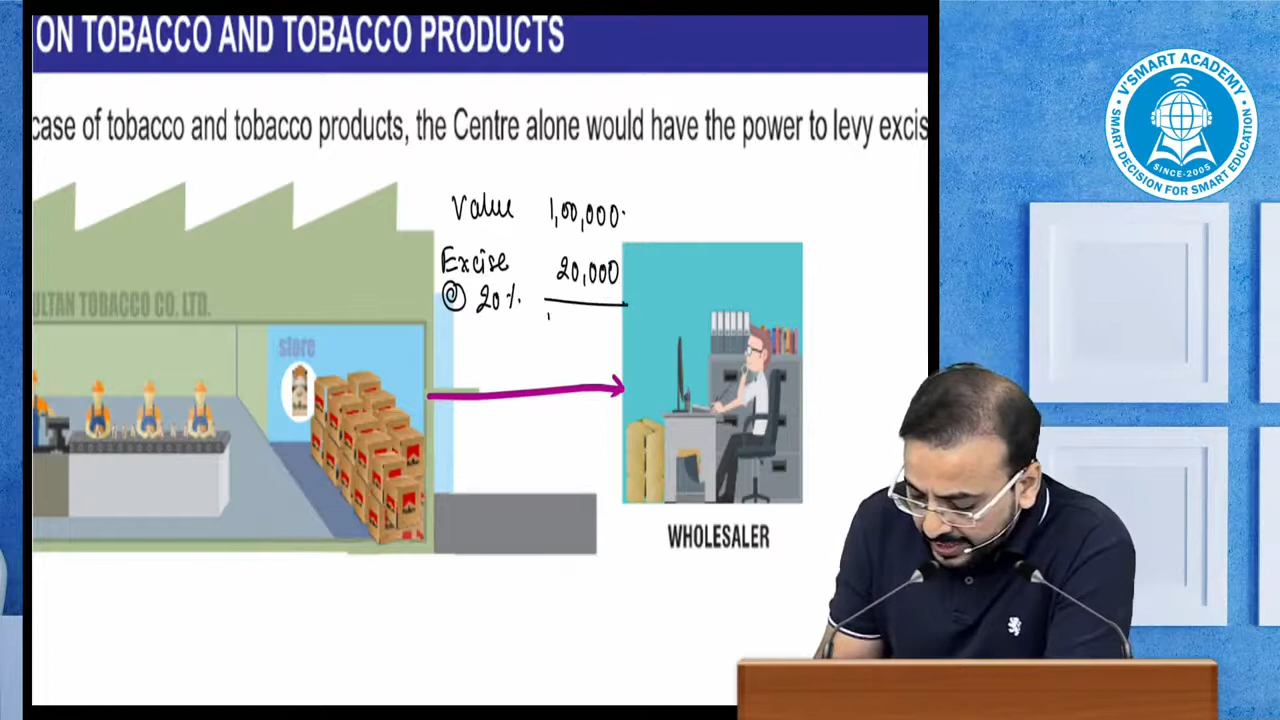 ON TOBACCO AND TOBACCO PRODUCTS
case of tobacco and tobacco products, the Centre alone would have the power to levy excis
Value 1,00,000.
Excise 20,000
@ 20%.
ULTAN TOBACCO CO. LTD.
store
WHOLESALER
V'SMART ACADEMY
SINCE-2005
SMART DECISION FOR SMART EDUCATION